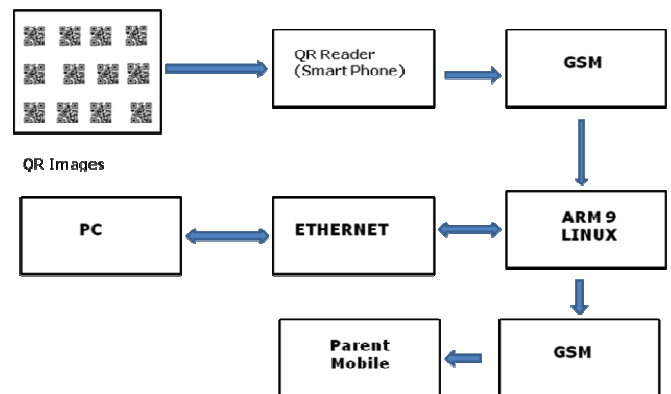 QR Reader
(Smart Phone)
GSM
QR Images
PC
ETHERNET
ARM 9
LINUX
Parent
Mobile
GSM